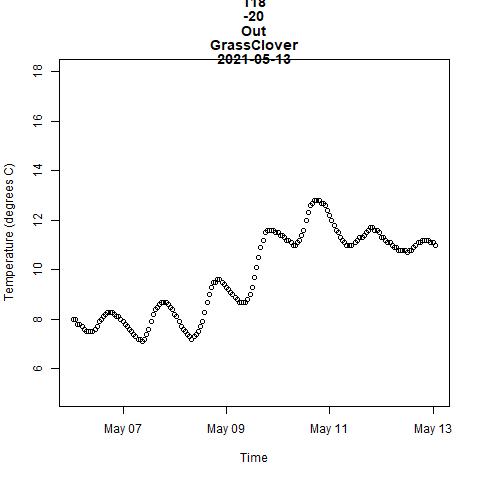 T18
-20
Out
GrassClover
2021-05-13
Temperature (degrees C)
18
16
14
12
10
8
6
May 07
May 09
May 11
May 13
Time